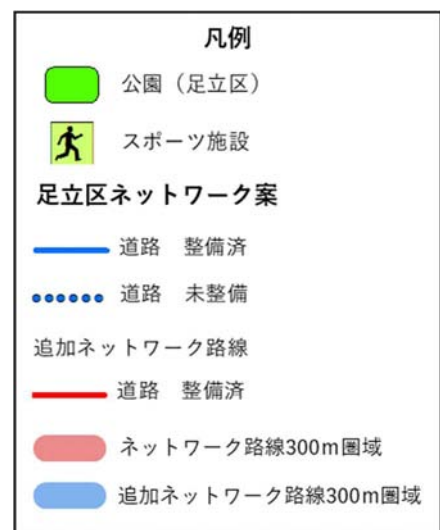 凡例
公園（足立区）
スポーツ施設
足立区ネットワーク案
道路　整備済
道路　未整備
追加ネットワーク路線
道路　整備済
ネットワーク路線300m圏域
追加ネットワーク路線300m圏域